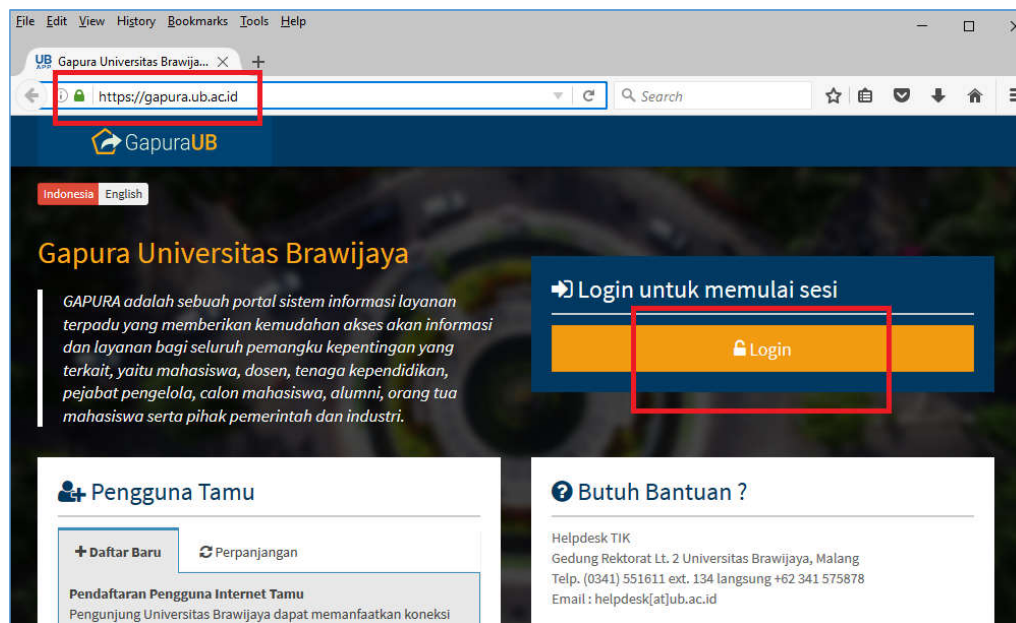 File Edit View History Bookmarks Tools Help
UB APP Gapura Universitas Brawija...
https://gapura.ub.ac.id
Search
GapuraUB
Indonesia English
Gapura Universitas Brawijaya
GAPURA adalah sebuah portal sistem informasi layanan
terpadu yang memberikan kemudahan akses akan informasi
dan layanan bagi seluruh pemangku kepentingan yang
terkait, yaitu mahasiswa, dosen, tenaga kependidikan,
pejabat pengelola, calon mahasiswa, alumni, orang tua
mahasiswa serta pihak pemerintah dan industri.
Login untuk memulai sesi
Login
Pengguna Tamu
Daftar Baru Perpanjangan
Pendaftaran Pengguna Internet Tamu
Pengunjung Universitas Brawijaya dapat memanfaatkan koneksi
Butuh Bantuan ?
Helpdesk TIK
Gedung Rektorat Lt. 2 Universitas Brawijaya, Malang
Telp. (0341) 551611 ext. 134 langsung +62 341 575878
Email : helpdesk[at]ub.ac.id